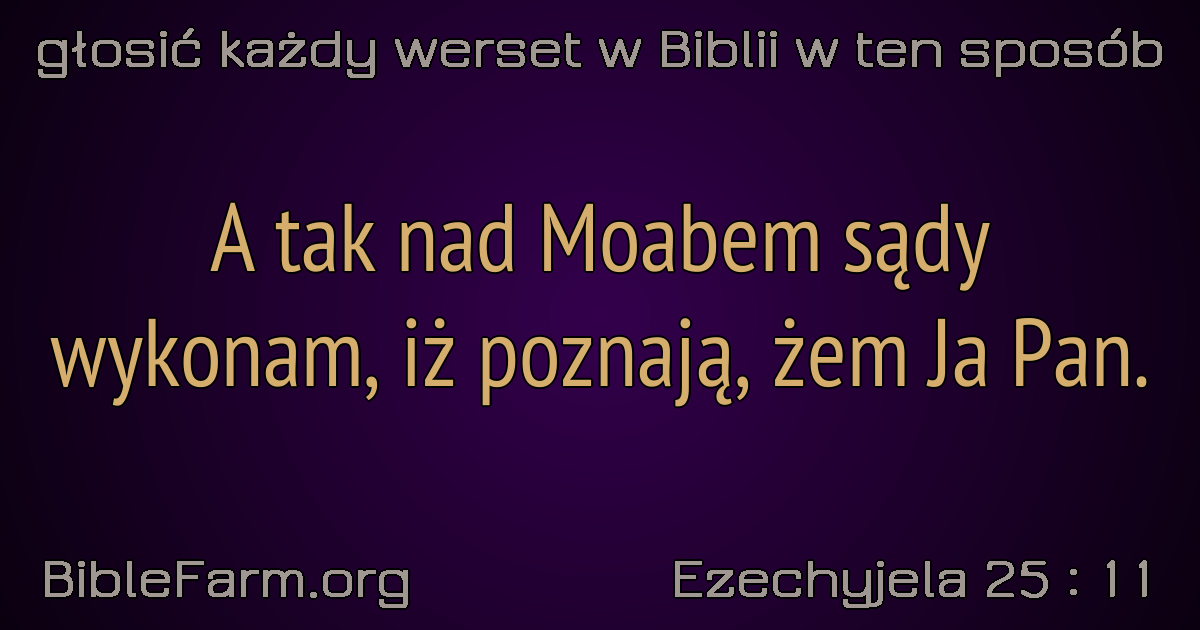 głosić każdy werset w Biblii w ten sposób
A tak nad Moabem sądy
wykonam, iż poznają, żem Ja Pan.
BibleFarm.org
Ezechyjela 25 : 11